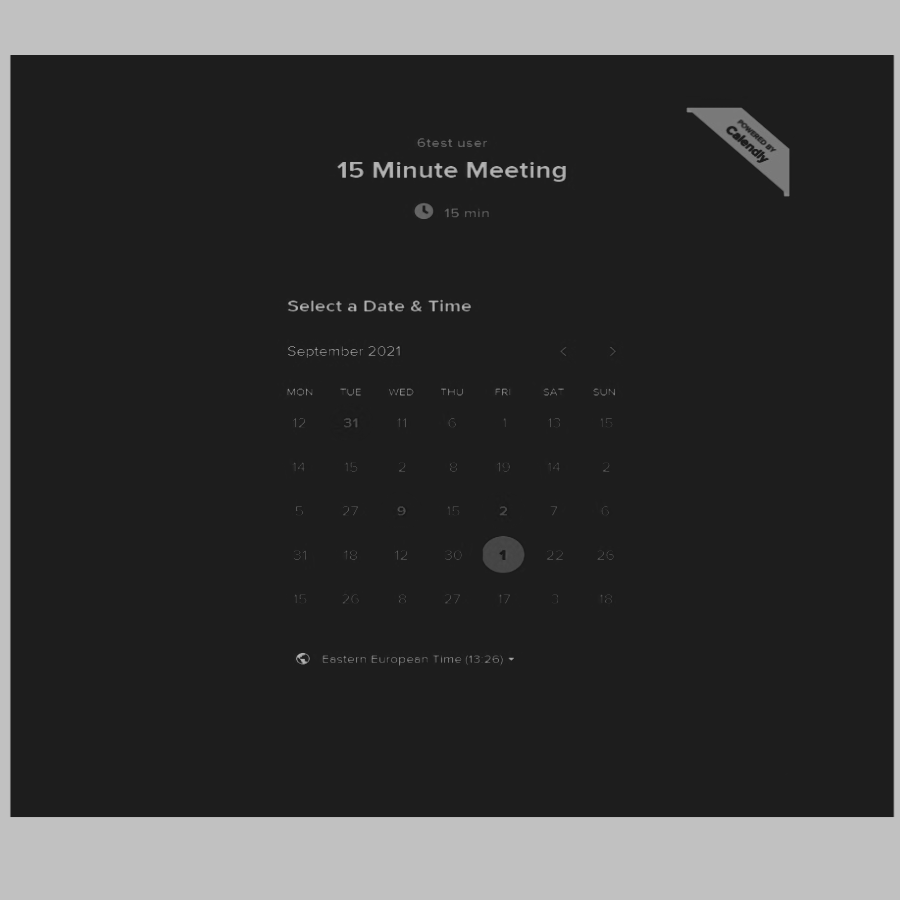 POWERED BY
Calendly
6test user
15 Minute Meeting
15 min
Select a Date & Time
September 2021
MON TUE WED THU FRI SAT SUN
12 31 11 6 1 13 15
14 15 2 8 19 14 2
5 27 9 15 2 7 6
31 18 12 30 1 22 26
15 26 8 27 17 3 18
Eastern European Time (13:26)